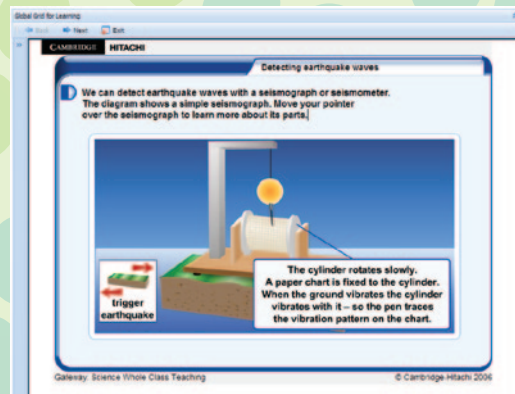 Global Grid for Learning
Back Next Exit
CAMBRIDGE HITACHI
Detecting earthquake waves
We can detect earthquake waves with a seismograph or seismometer.
The diagram shows a simple seismograph. Move your pointer
over the seismograph to learn more about its parts.
The cylinder rotates slowly.
A paper chart is fixed to the cylinder.
When the ground vibrates the cylinder
vibrates with it – so the pen traces
the vibration pattern on the chart.
trigger
earthquake
Gateway: Science Whole Class Teaching © Cambridge-Hitachi 2006